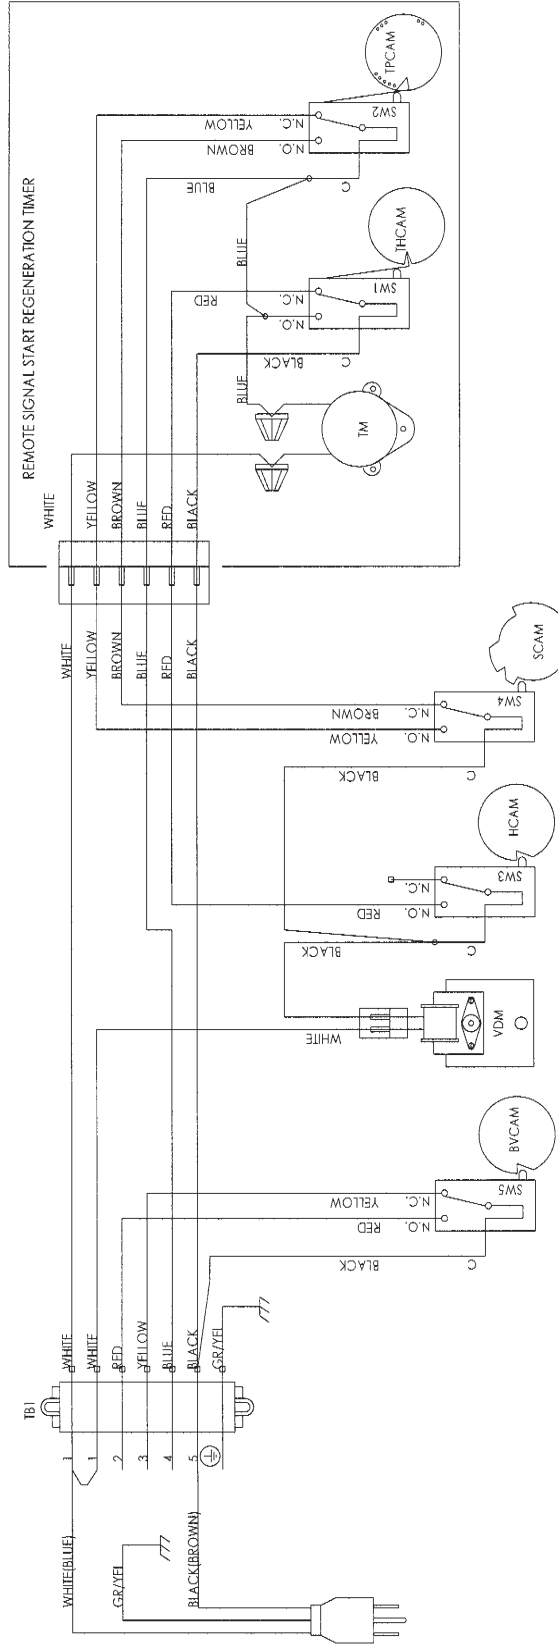 REMOTE SIGNAL START REGENERATION TIMER
TPCAM
SW2
N.C.
YELLOW
N.O.
BROWN
C
BLUE
THCAM
BLUE
SW1
N.C.
RED
N.O.
C
BLACK
BLUE
TM
WHITE
YELLOW
BROWN
BLUE
RED
BLACK
WHITE
YELLOW
BROWN
BLUE
RED
BLACK
SCAM
SW4
N.C.
BROWN
N.O.
YELLOW
C
BLACK
HCAM
SW3
N.C.
N.O.
RED
C
BLACK
VDM
WHITE
BVCAM
SW5
N.C.
YELLOW
N.O.
RED
C
BLACK
WHITE
WHITE
RED
YELLOW
BLUE
BLACK
GR/YEL
TB1
1
1
2
3
4
5
WHITE(BLUE)
GR/YEL
BLACK(BROWN)